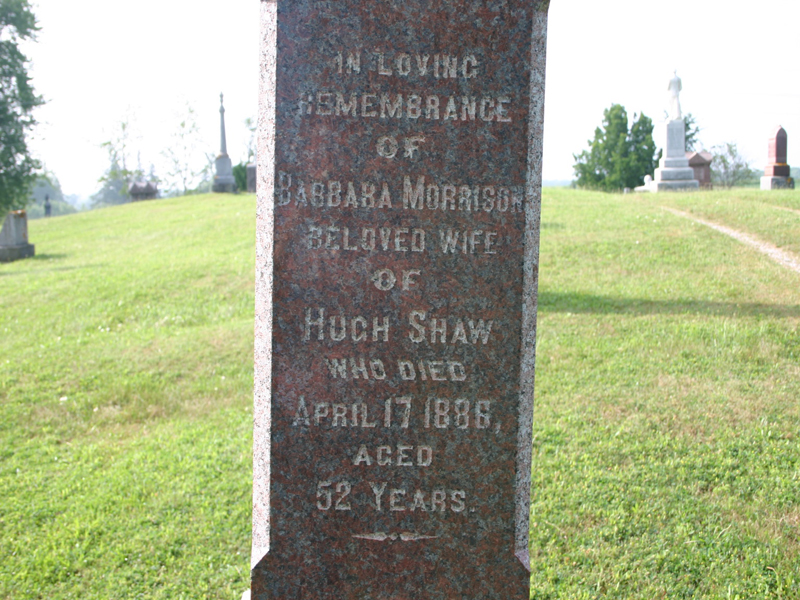 IN LOVING
REMEMBRANCE
OF
BARBARA MORRISON
BELOVED WIFE
OF
HUGH SHAW
WHO DIED
APRIL 17 1886,
AGED
52 YEARS.